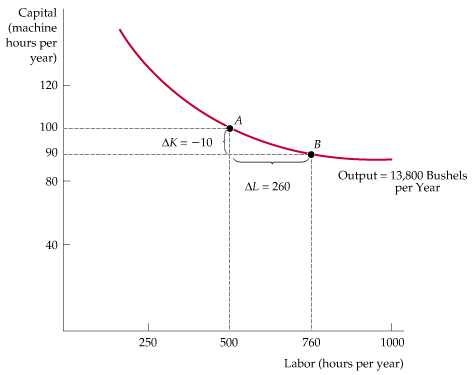 Capital
(machine
hours per
year)
120
A
100
ΔK = −10
B
90
Output = 13,800 Bushels
per Year
80
ΔL = 260
40
250
500
760
1000
Labor (hours per year)